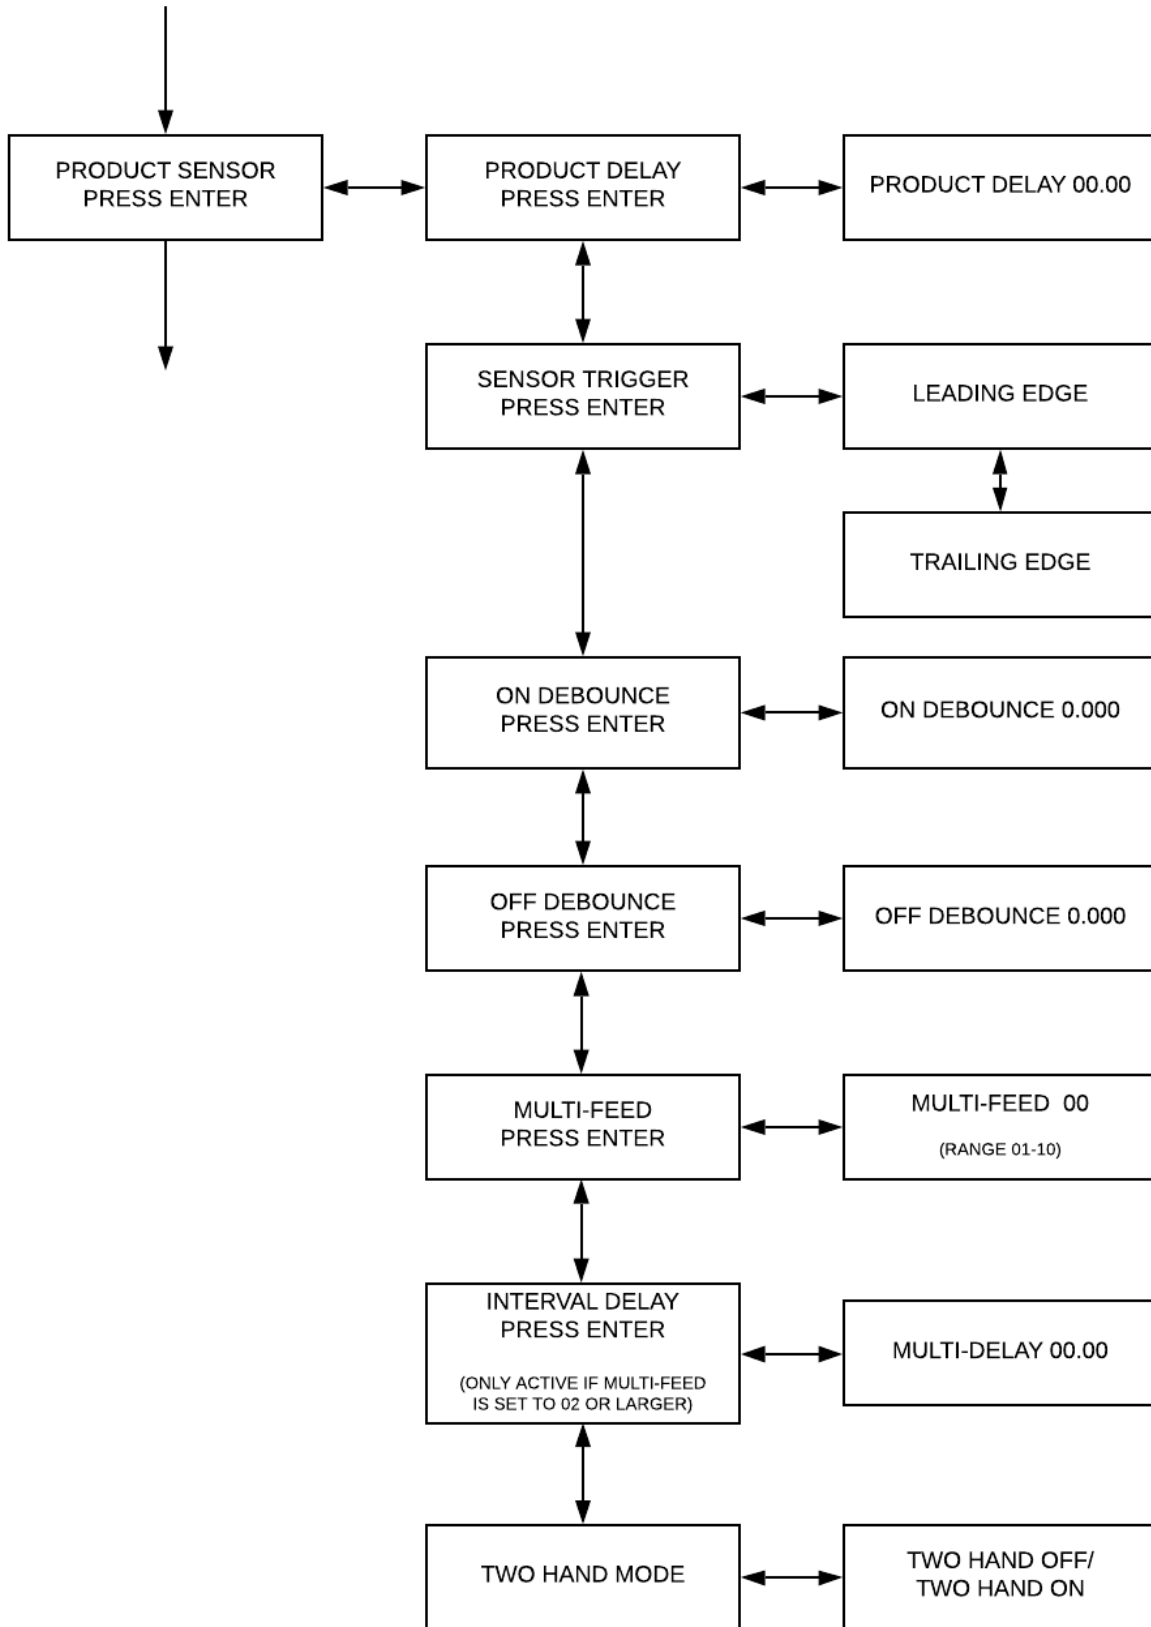 PRODUCT SENSOR
PRESS ENTER
PRODUCT DELAY
PRESS ENTER
PRODUCT DELAY 00.00
SENSOR TRIGGER
PRESS ENTER
LEADING EDGE
TRAILING EDGE
ON DEBOUNCE
PRESS ENTER
ON DEBOUNCE 0.000
OFF DEBOUNCE
PRESS ENTER
OFF DEBOUNCE 0.000
MULTI-FEED
PRESS ENTER
MULTI-FEED  00
(RANGE 01-10)
INTERVAL DELAY
PRESS ENTER
(ONLY ACTIVE IF MULTI-FEED
IS SET TO 02 OR LARGER)
MULTI-DELAY 00.00
TWO HAND MODE
TWO HAND OFF/
TWO HAND ON